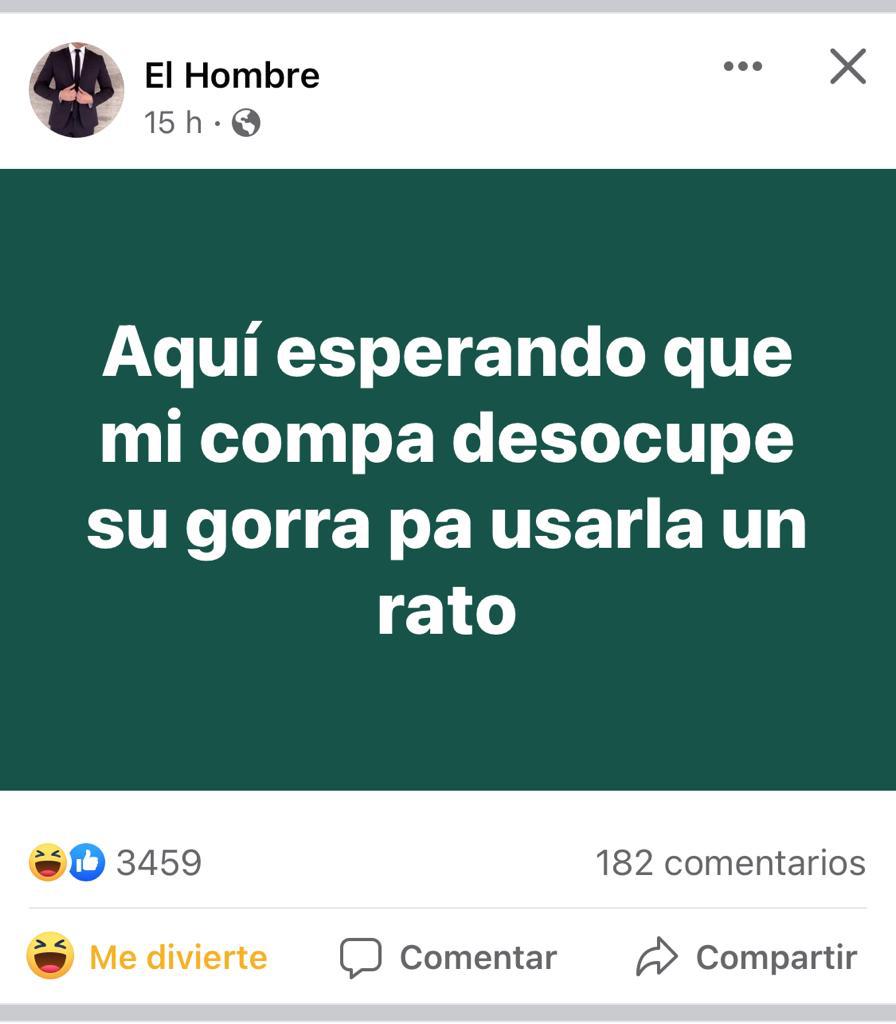 El Hombre
15 h ·
Aquí esperando que
mi compa desocupe
su gorra pa usarla un
rato
3459
182 comentarios
Me divierte
Comentar
Compartir